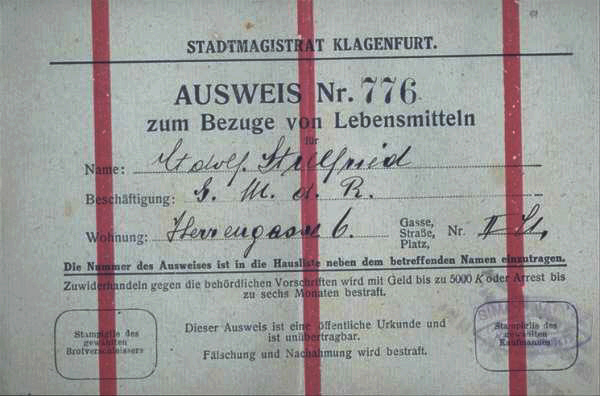 STADTMAGISTRAT KLAGENFURT.
AUSWEIS Nr. 776
zum Bezuge von Lebensmitteln
für
Name: Adolf Stillfried
Beschäftigung: G. M. d. R.
Wohnung: Herrengasse 6. Gasse, Straße, Platz, Nr. II St.
Die Nummer des Ausweises ist in die Hausliste neben dem betreffenden Namen einzutragen.
Zuwiderhandeln gegen die behördlichen Vorschriften wird mit Geld bis zu 5000 K oder Arrest bis
zu sechs Monaten bestraft.
Stampiglie des
gewählten
Brotverschleissers
Dieser Ausweis ist eine öffentliche Urkunde und
ist unübertragbar.
Fälschung und Nachahmung wird bestraft.
Stampiglie des
gewählten
Kaufmannes